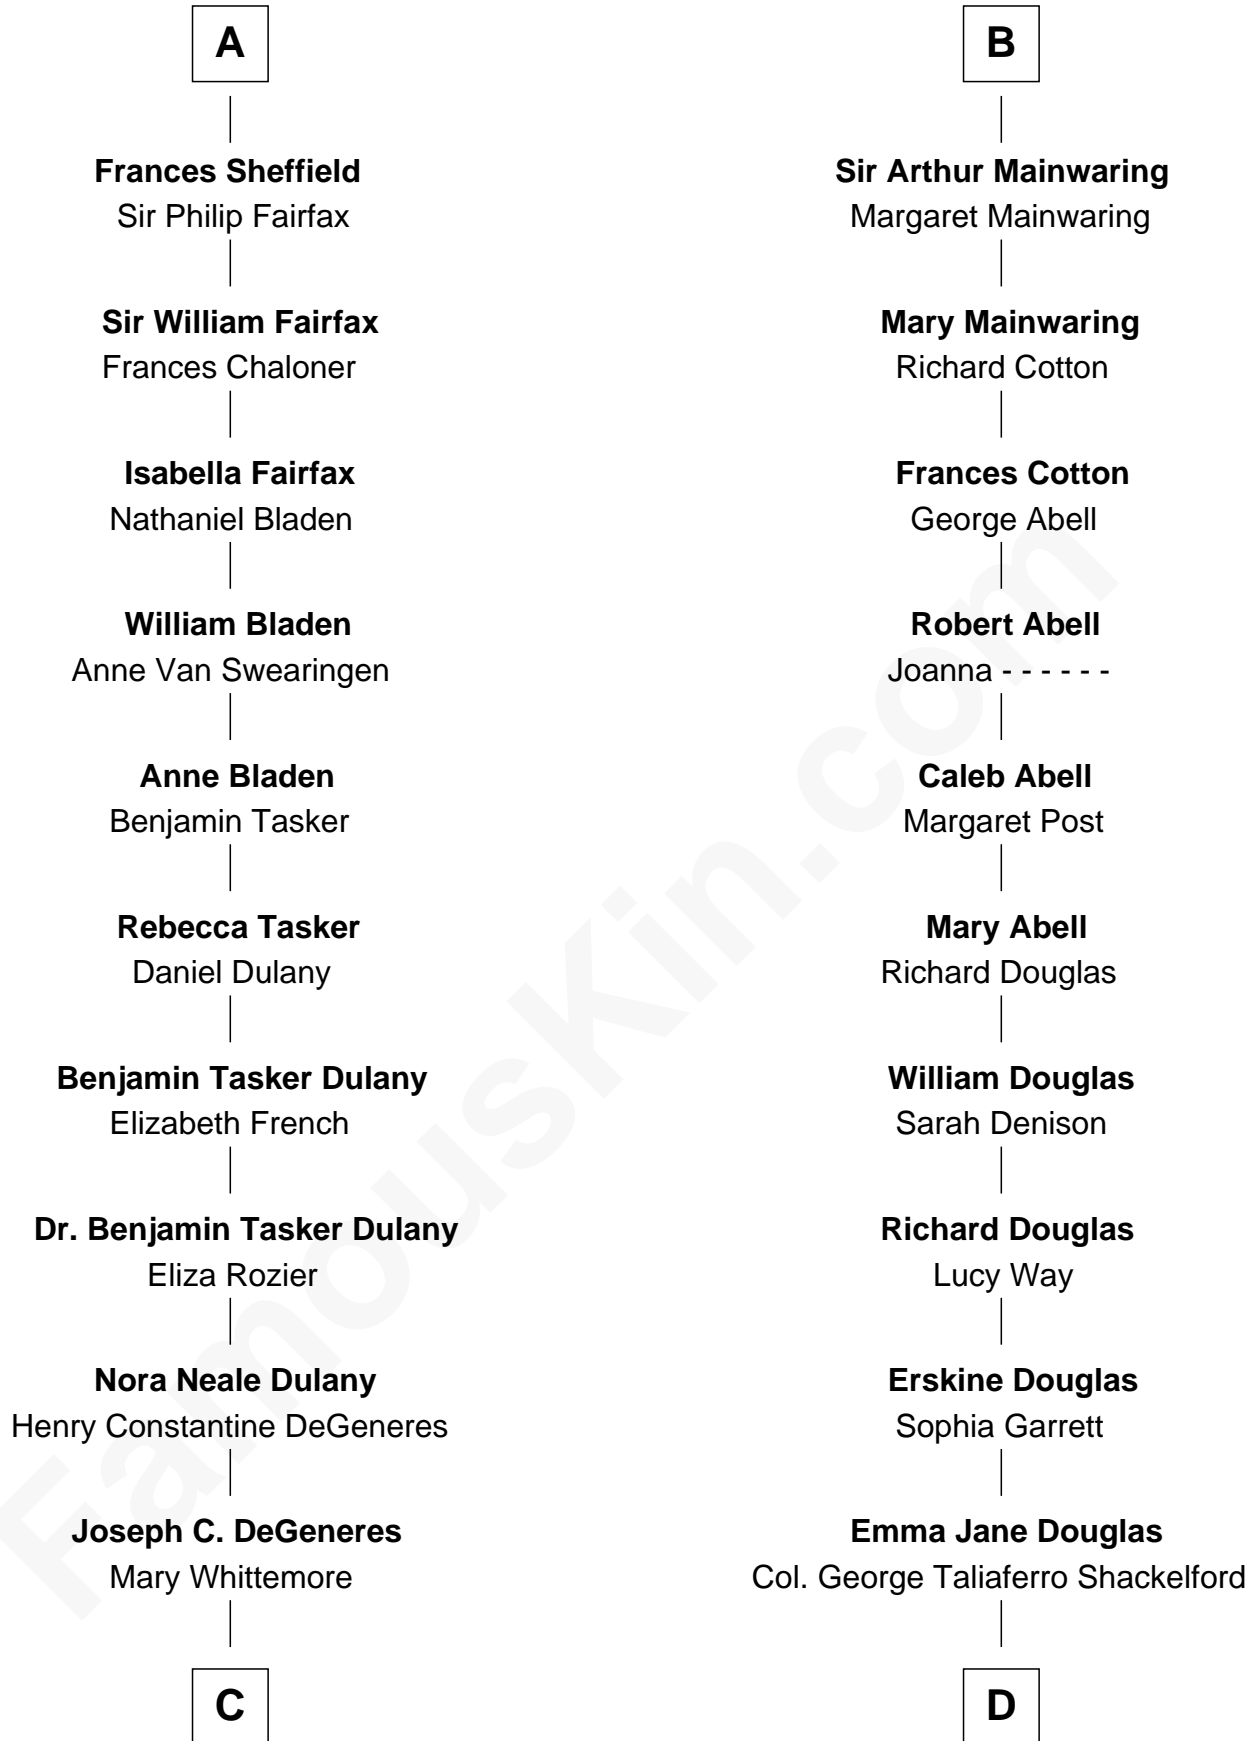 A
Frances Sheffield
Sir Philip Fairfax
Sir William Fairfax
Frances Chaloner
Isabella Fairfax
Nathaniel Bladen
William Bladen
Anne Van Swearingen
Anne Bladen
Benjamin Tasker
Rebecca Tasker
Daniel Dulany
Benjamin Tasker Dulany
Elizabeth French
Dr. Benjamin Tasker Dulany
Eliza Rozier
Nora Neale Dulany
Henry Constantine DeGeneres
Joseph C. DeGeneres
Mary Whittemore
C
B
Sir Arthur Mainwaring
Margaret Mainwaring
Mary Mainwaring
Richard Cotton
Frances Cotton
George Abell
Robert Abell
Joanna - - - - - -
Caleb Abell
Margaret Post
Mary Abell
Richard Douglas
William Douglas
Sarah Denison
Richard Douglas
Lucy Way
Erskine Douglas
Sophia Garrett
Emma Jane Douglas
Col. George Taliaferro Shackelford
D
FamousKin.com